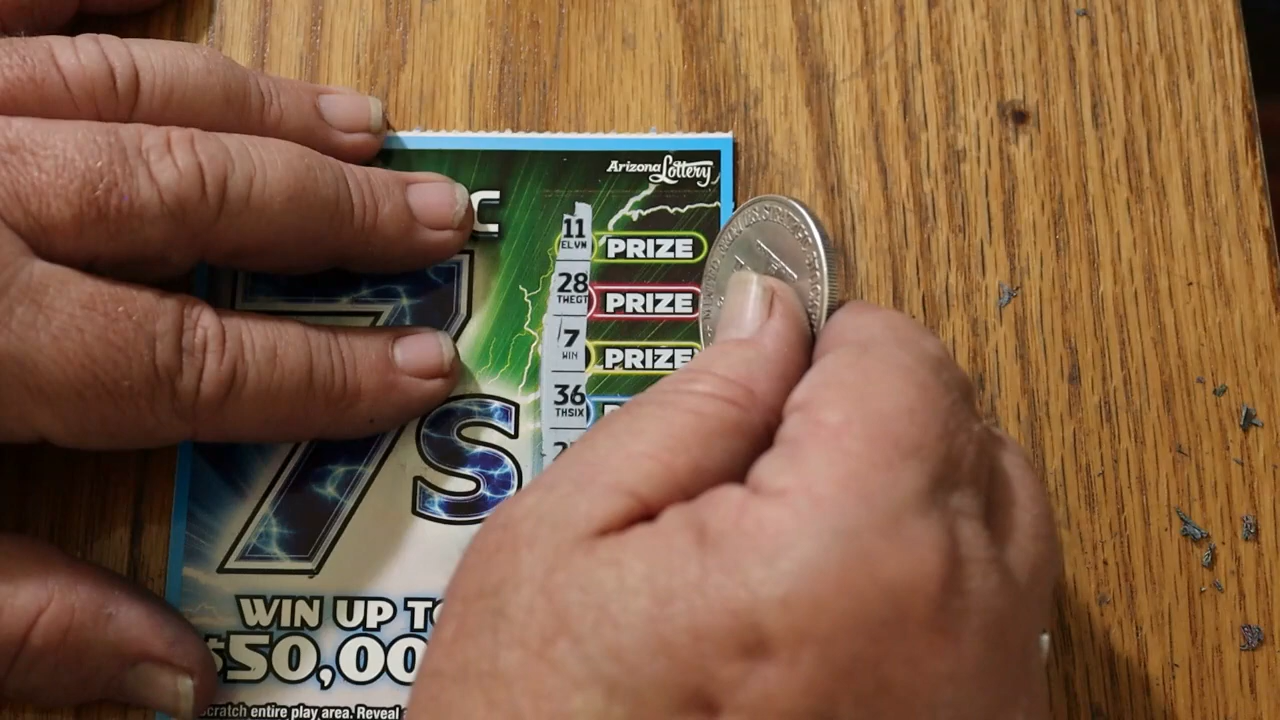 Arizona Lottery
C
11
ELVN
PRIZE
28
TWEGT
PRIZE
7
WIN
PRIZE
36
THSIX
7s
WIN UP TO
$50,00
Scratch entire play area. Reveal